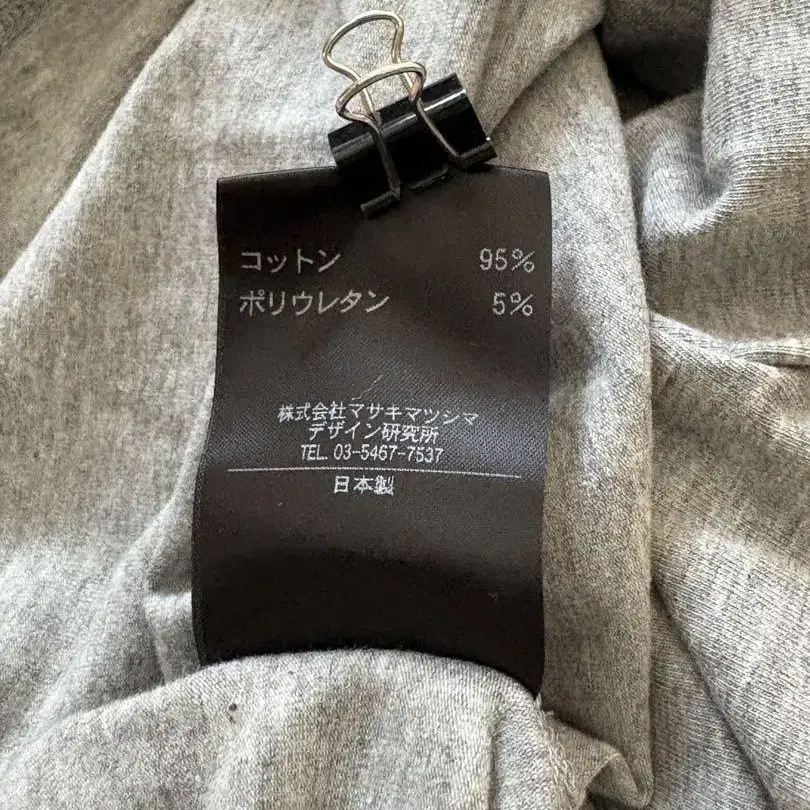 コットン 95%
ポリウレタン 5%
株式会社マサキマツシマ
デザイン研究所
TEL. 03-5467-7537
日本製